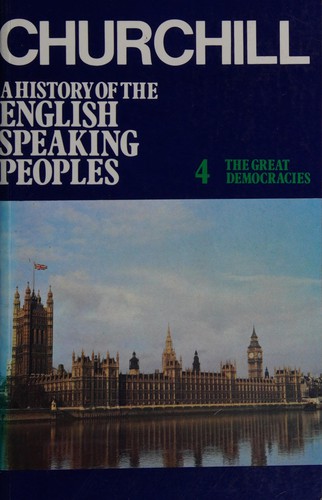 CHURCHILL
A HISTORY OF THE
ENGLISH
SPEAKING
PEOPLES
4 THE GREAT
DEMOCRACIES